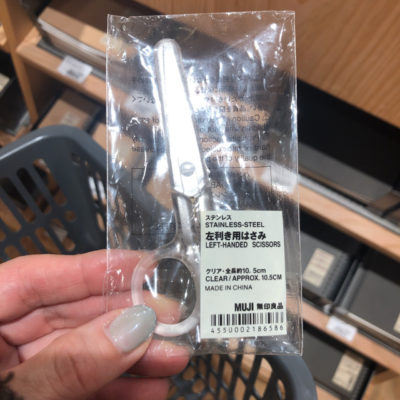 ステンレス
STAINLESS-STEEL
左利き用はさみ
LEFT-HANDED SCISSORS
クリア・全長約10.5cm
CLEAR/APPROX.10.5CM
MADE IN CHINA
MUJI 無印良品
4550002186586